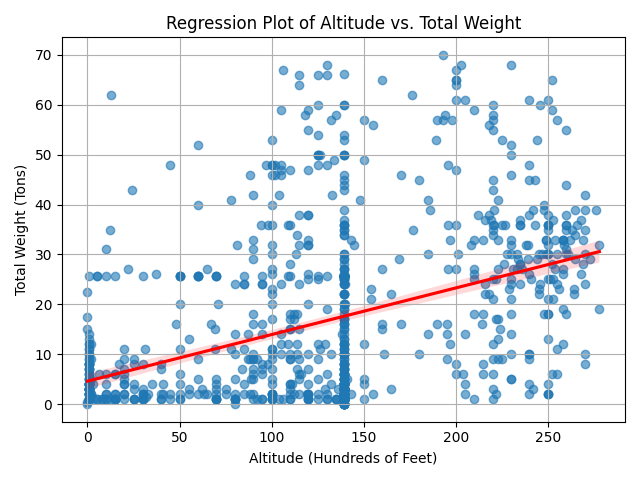 Regression Plot of Altitude vs. Total Weight
Total Weight (Tons)
70
60
50
40
30
20
10
0
0 50 100 150 200 250
Altitude (Hundreds of Feet)